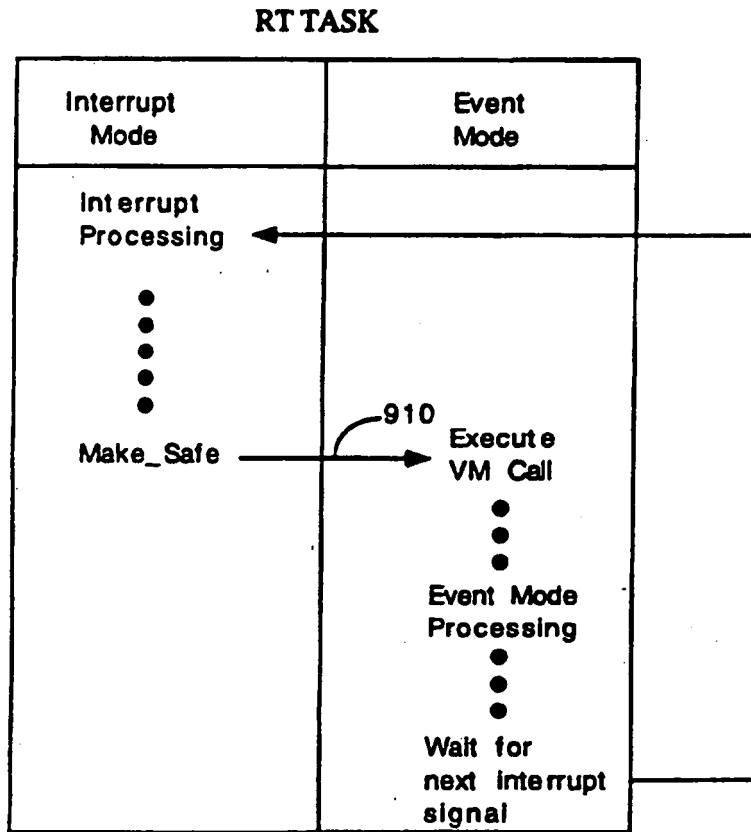 RT TASK
Interrupt
Mode
Event
Mode
Interrupt
Processing
Make_Safe
910
Execute
VM Call
Event Mode
Processing
Wait for
next interrupt
signal